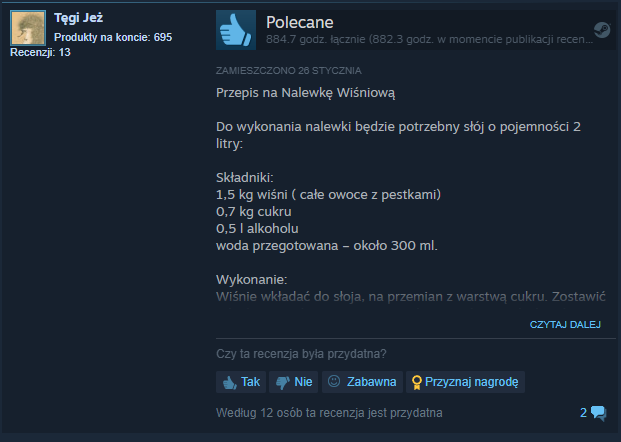 Tęgi Jeż
Produkty na koncie: 695
Recenzji: 13
Polecane
884.7 godz. łącznie (882.3 godz. w momencie publikacji recen...
ZAMIESZCZONO 26 STYCZNIA
Przepis na Nalewkę Wiśniową
Do wykonania nalewki będzie potrzebny słój o pojemności 2
litry:
Składniki:
1,5 kg wiśni ( całe owoce z pestkami)
0,7 kg cukru
0,5 l alkoholu
woda przegotowana – około 300 ml.
Wykonanie:
Wiśnie wkładać do słoja, na przemian z warstwą cukru. Zostawić
CZYTAJ DALEJ
Czy ta recenzja była przydatna?
Tak
Nie
Zabawna
Przyznaj nagrodę
Według 12 osób ta recenzja jest przydatna
2